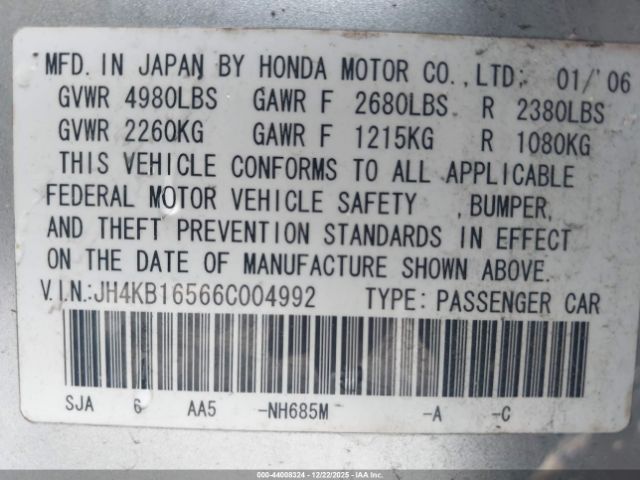 MFD. IN JAPAN BY HONDA MOTOR CO., LTD. 01/'06
GVWR 4980LBS GAWR F 2680LBS R 2380LBS
GVWR 2260KG GAWR F 1215KG R 1080KG
THIS VEHICLE CONFORMS TO ALL APPLICABLE
FEDERAL MOTOR VEHICLE SAFETY , BUMPER,
AND THEFT PREVENTION STANDARDS IN EFFECT
ON THE DATE OF MANUFACTURE SHOWN ABOVE.
V.I.N.:JH4KB16566C004992 TYPE: PASSENGER CAR
SJA 6 AA5 -NH685M -A -C
000-44008324 • 12/22/2025 • IAAI.COM